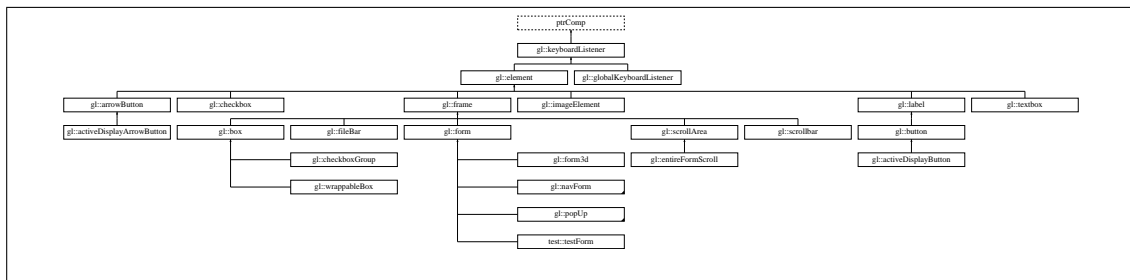 ptrComp
gl::keyboardListener
gl::element
gl::globalKeyboardListener
gl::arrowButton
gl::checkbox
gl::frame
gl::imageElement
gl::label
gl::textbox
gl::activeDisplayArrowButton
gl::box
gl::fileBar
gl::form
gl::scrollArea
gl::scrollbar
gl::button
gl::checkboxGroup
gl::form3d
gl::entireFormScroll
gl::activeDisplayButton
gl::wrappableBox
gl::navForm
gl::popUp
test::testForm